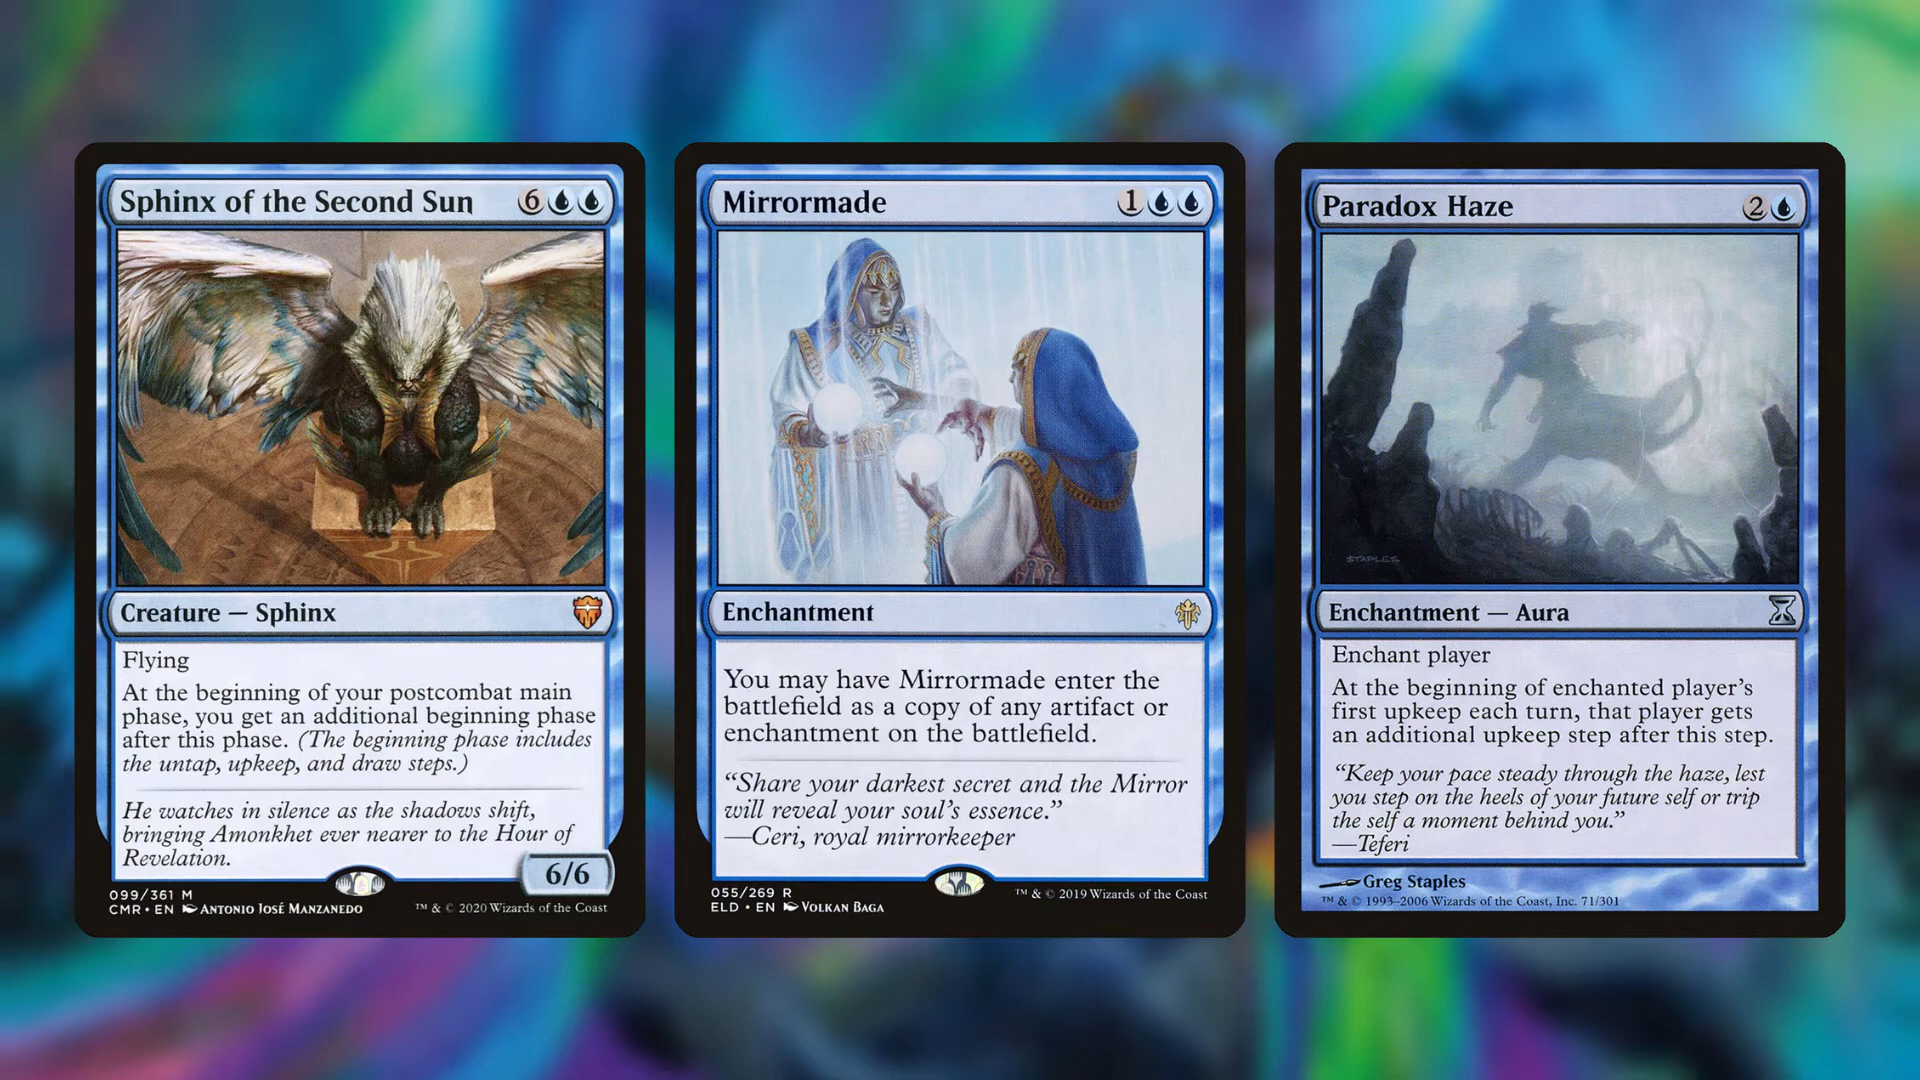 Sphinx of the Second Sun 6
Creature — Sphinx
Flying
At the beginning of your postcombat main
phase, you get an additional beginning phase
after this phase. (The beginning phase includes
the untap, upkeep, and draw steps.)
He watches in silence as the shadows shift,
bringing Amonkhet ever nearer to the Hour of
Revelation.
6/6
099/361 M
CMR • EN ANTONIO JOSÉ MANZANEDO
™ & © 2020 Wizards of the Coast
Mirrormade 1
Enchantment
You may have Mirrormade enter the
battlefield as a copy of any artifact or
enchantment on the battlefield.
“Share your darkest secret and the Mirror
will reveal your soul’s essence.”
—Ceri, royal mirrorkeeper
055/269 R
ELD • EN VOLKAN BAGA
™ & © 2019 Wizards of the Coast
Paradox Haze 2
STAPLES
Enchantment — Aura
Enchant player
At the beginning of enchanted player’s
first upkeep each turn, that player gets
an additional upkeep step after this step.
“Keep your pace steady through the haze, lest
you step on the heels of your future self or trip
the self a moment behind you.”
—Teferi
Greg Staples
™ & © 1993–2006 Wizards of the Coast, Inc. 71/301